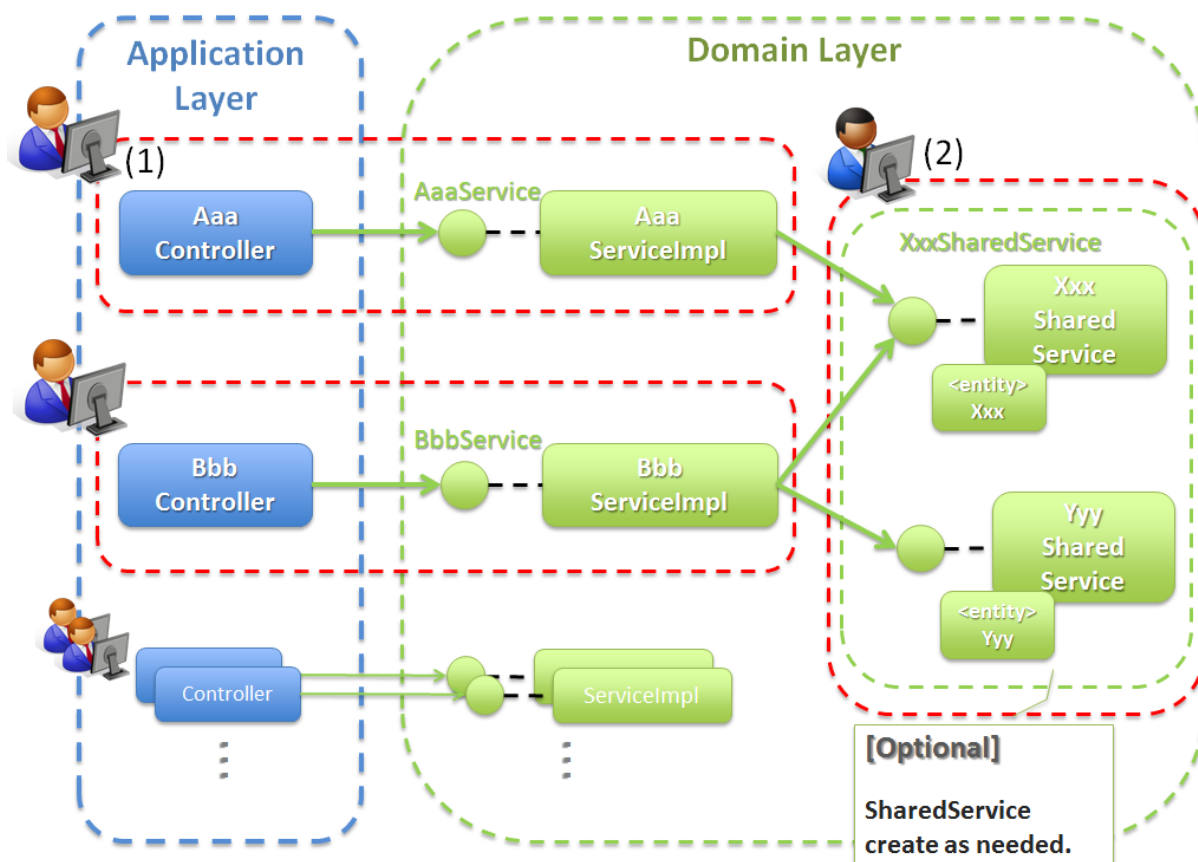 Application
Layer
Domain Layer
(1)
(2)
AaaService
Aaa
Controller
Aaa
ServiceImpl
XxxSharedService
Xxx
Shared
Service
<entity>
Xxx
BbbService
Bbb
Controller
Bbb
ServiceImpl
Yyy
Shared
Service
<entity>
Yyy
Controller
ServiceImpl
[Optional]
SharedService
create as needed.